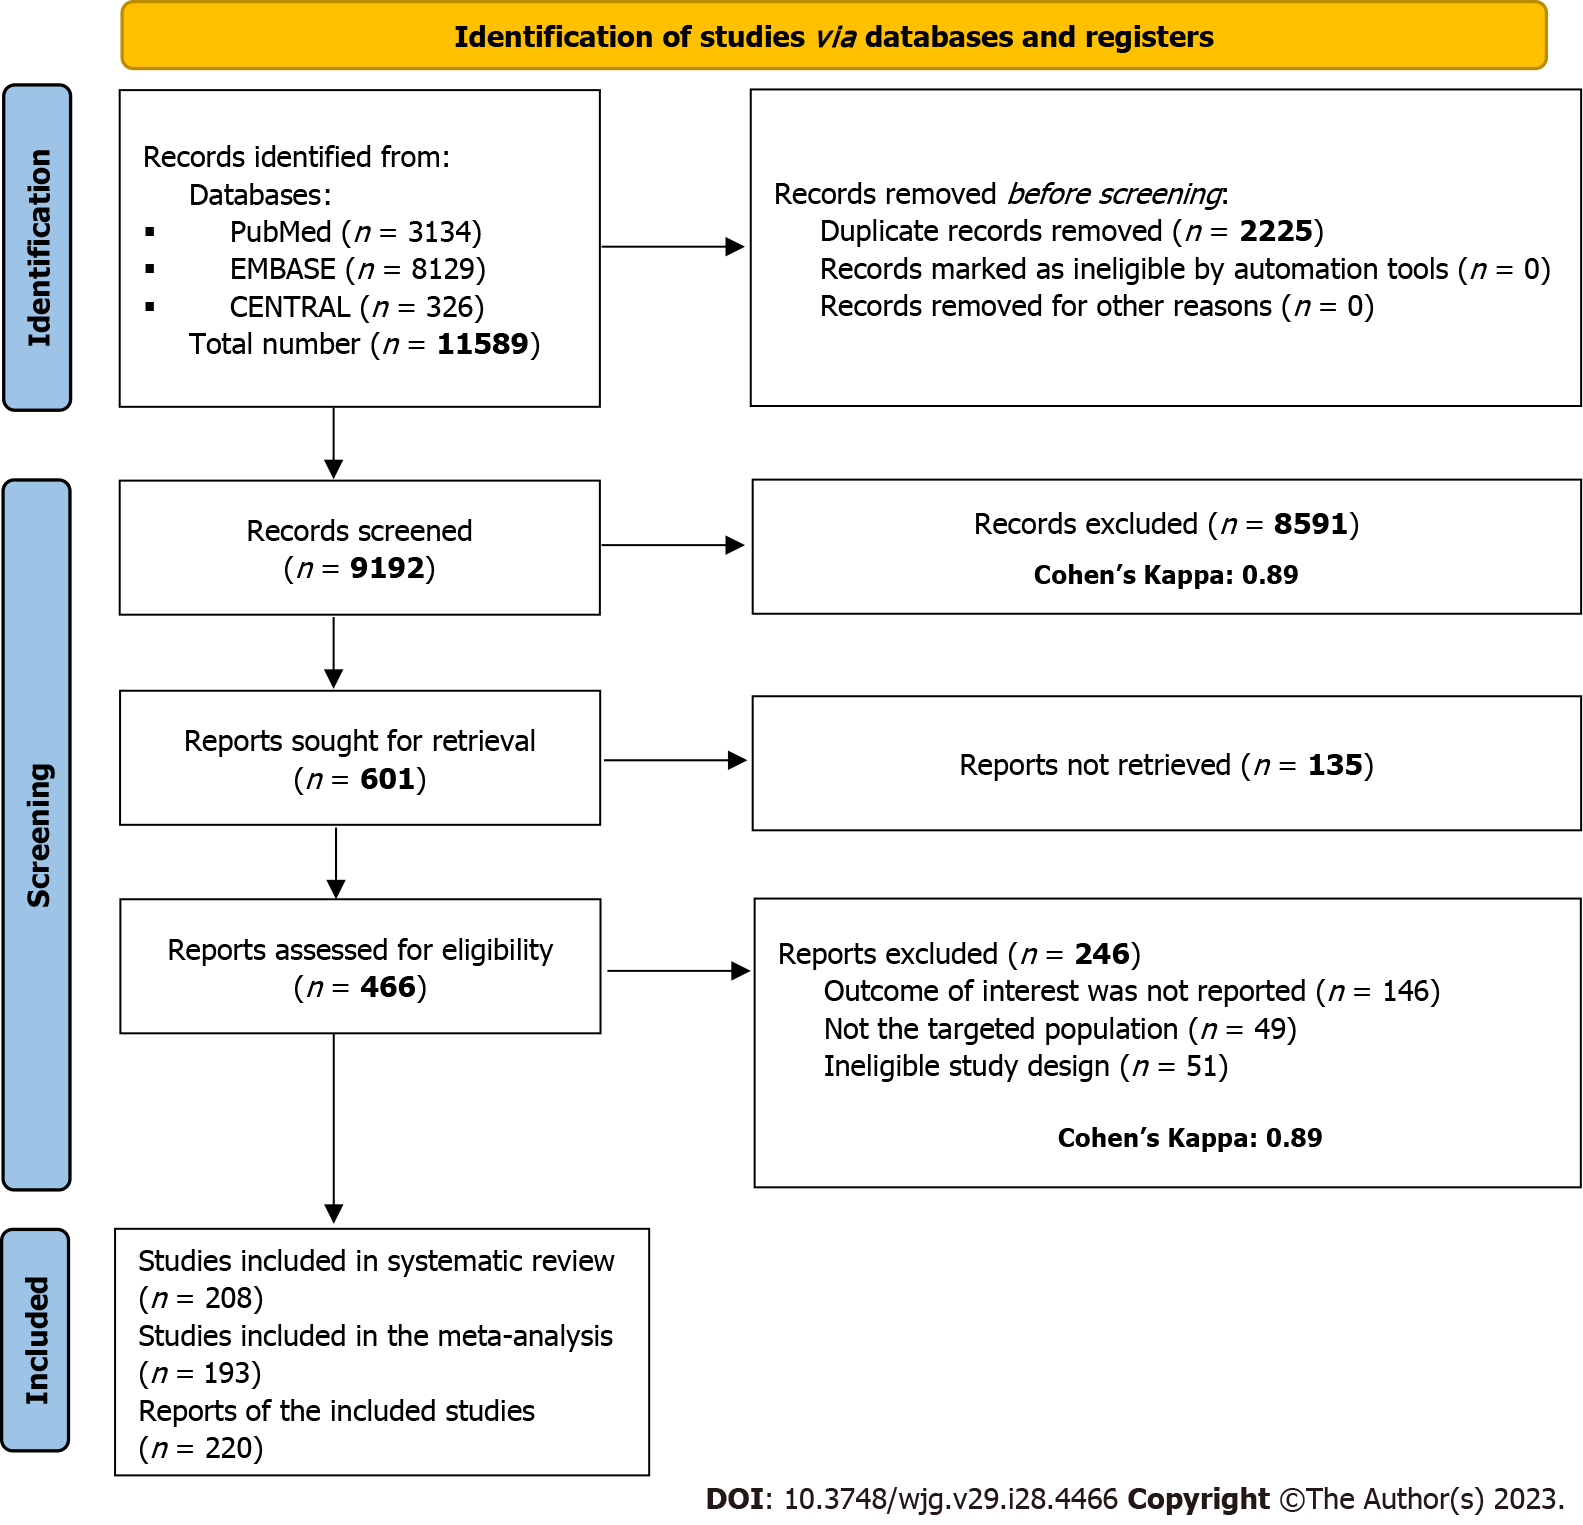 Identification of studies via databases and registers
Identification
Records identified from:
Databases:
▪ PubMed (n = 3134)
▪ EMBASE (n = 8129)
▪ CENTRAL (n = 326)
Total number (n = 11589)
Records removed before screening:
Duplicate records removed (n = 2225)
Records marked as ineligible by automation tools (n = 0)
Records removed for other reasons (n = 0)
Screening
Records screened
(n = 9192)
Records excluded (n = 8591)
Cohen’s Kappa: 0.89
Reports sought for retrieval
(n = 601)
Reports not retrieved (n = 135)
Reports assessed for eligibility
(n = 466)
Reports excluded (n = 246)
Outcome of interest was not reported (n = 146)
Not the targeted population (n = 49)
Ineligible study design (n = 51)
Cohen’s Kappa: 0.89
Included
Studies included in systematic review
(n = 208)
Studies included in the meta-analysis
(n = 193)
Reports of the included studies
(n = 220)
DOI: 10.3748/wjg.v29.i28.4466 Copyright ©The Author(s) 2023.